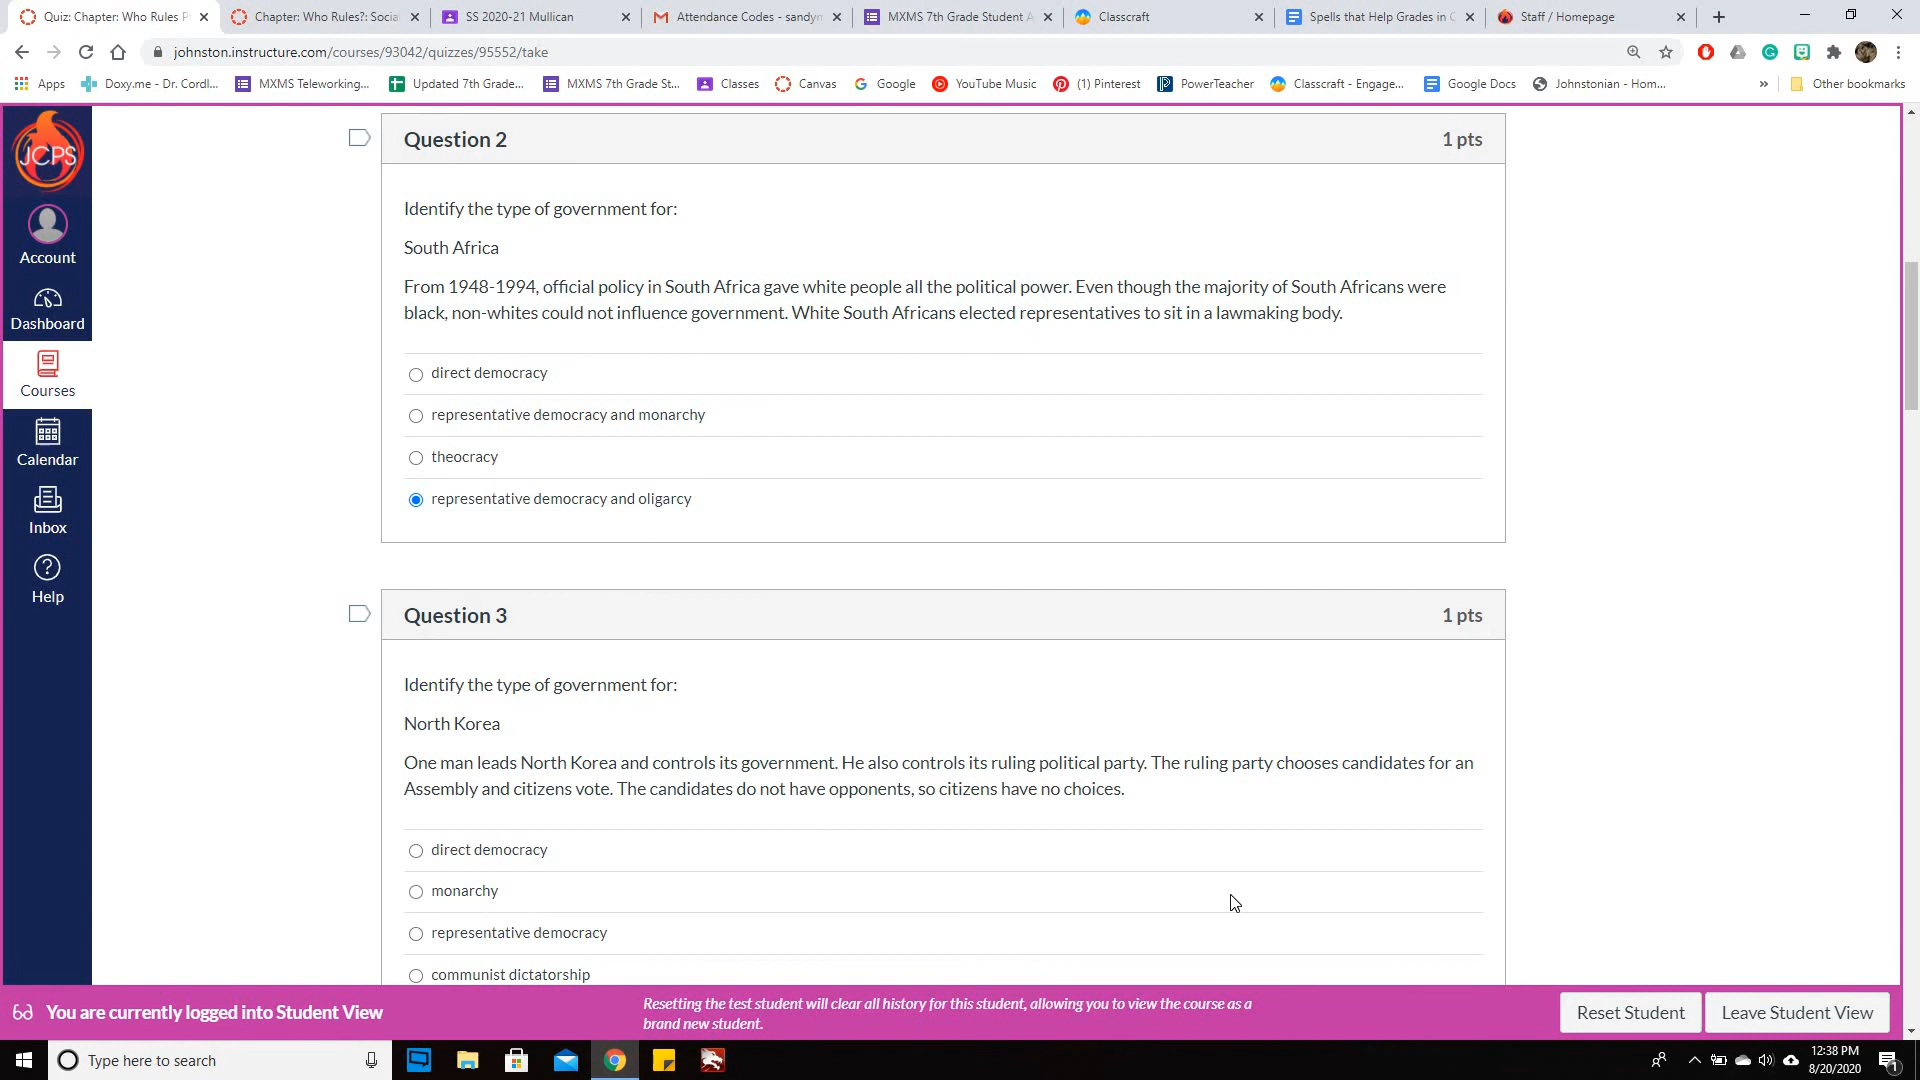 Quiz: Chapter: Who Rules P
Chapter: Who Rules?: Social
SS 2020-21 Mullican
Attendance Codes - sandyn
MXMS 7th Grade Student A
Classcraft
Spells that Help Grades in C
Staff / Homepage
johnston.instructure.com/courses/93042/quizzes/95552/take
Apps
Doxy.me - Dr. Cordl...
MXMS Teleworking...
Updated 7th Grade...
MXMS 7th Grade St...
Classes
Canvas
Google
YouTube Music
(1) Pinterest
PowerTeacher
Classcraft - Engage...
Google Docs
Johnstonian - Hom...
»
Other bookmarks
JCPS
Account
Dashboard
Courses
Calendar
Inbox
Help
Question 2
1 pts
Identify the type of government for:
South Africa
From 1948-1994, official policy in South Africa gave white people all the political power. Even though the majority of South Africans were
black, non-whites could not influence government. White South Africans elected representatives to sit in a lawmaking body.
direct democracy
representative democracy and monarchy
theocracy
representative democracy and oligarcy
Question 3
1 pts
Identify the type of government for:
North Korea
One man leads North Korea and controls its government. He also controls its ruling political party. The ruling party chooses candidates for an
Assembly and citizens vote. The candidates do not have opponents, so citizens have no choices.
direct democracy
monarchy
representative democracy
communist dictatorship
You are currently logged into Student View
Resetting the test student will clear all history for this student, allowing you to view the course as a
brand new student.
Reset Student
Leave Student View
Type here to search
12:38 PM
8/20/2020
1